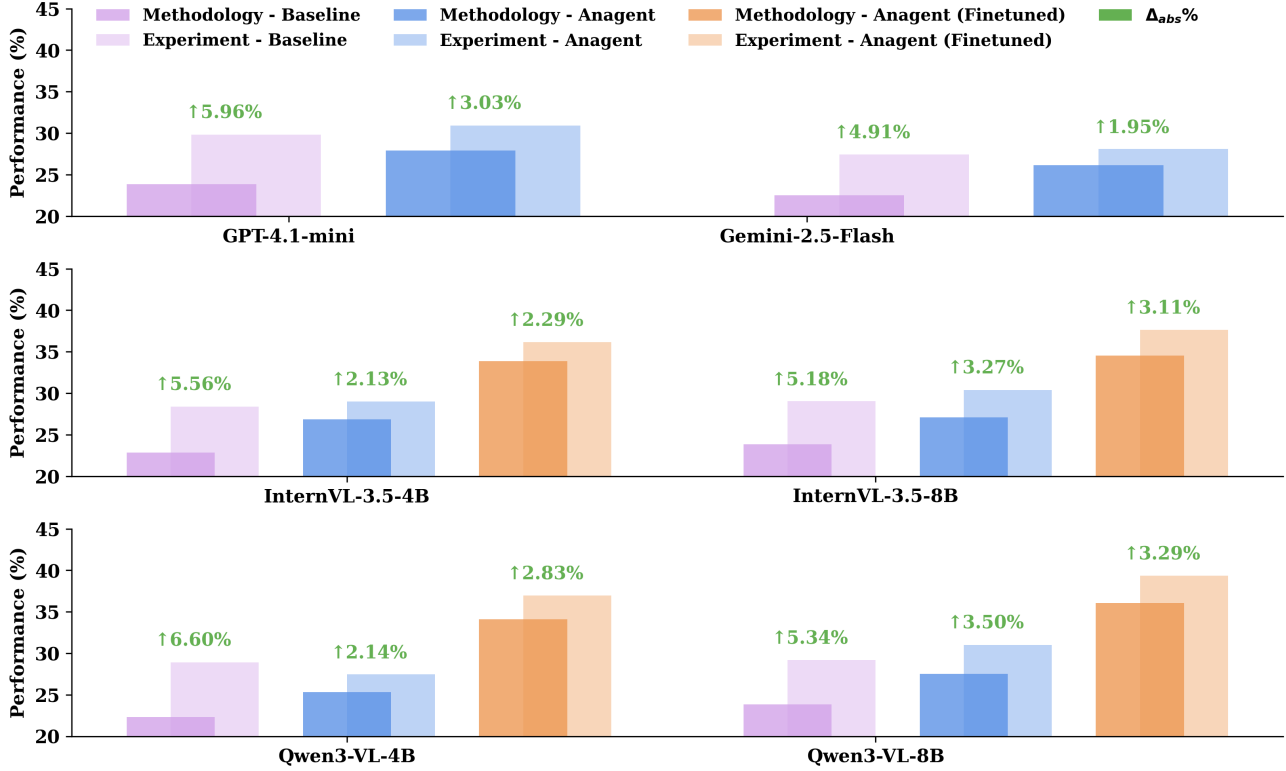 Methodology - Baseline
Experiment - Baseline
Methodology - Anagent
Experiment - Anagent
Methodology - Anagent (Finetuned)
Experiment - Anagent (Finetuned)
Δabs%
Performance (%)
45
40
35
30
25
20
↑5.96%
↑3.03%
↑4.91%
↑1.95%
GPT-4.1-mini
Gemini-2.5-Flash
Performance (%)
45
40
35
30
25
20
↑5.56%
↑2.13%
↑2.29%
↑5.18%
↑3.27%
↑3.11%
InternVL-3.5-4B
InternVL-3.5-8B
Performance (%)
45
40
35
30
25
20
↑6.60%
↑2.14%
↑2.83%
↑5.34%
↑3.50%
↑3.29%
Qwen3-VL-4B
Qwen3-VL-8B